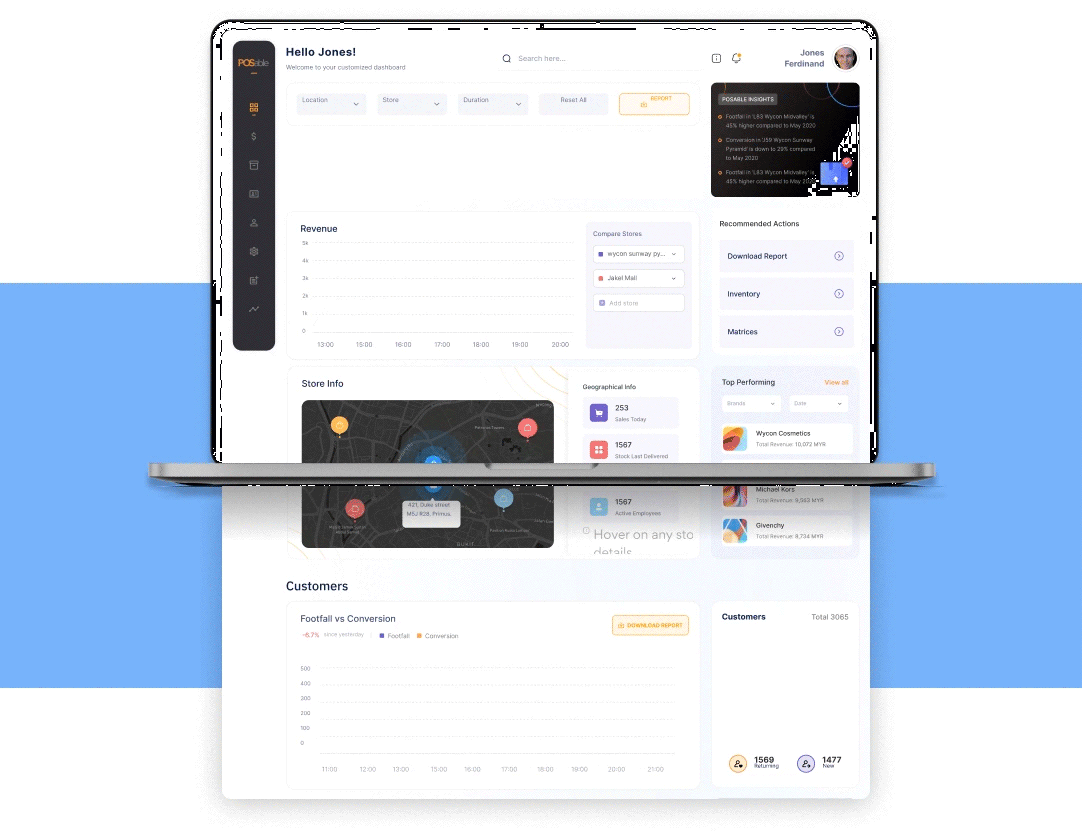 POSable
Hello Jones!
Welcome to your customized dashboard
Search here...
Jones
Ferdinand
Location
Store
Duration
Reset All
REPORT
POSABLE INSIGHTS
Footfall in 'L83 Wycon Midvalley' is
45% higher compared to May 2020
Conversion in 'J59 Wycon Sunway
Pyramid' is down to 29% compared
to May 2020
Footfall in 'L83 Wycon Midvalley' is
45% higher compared to May 2020
Revenue
5k
4k
3k
2k
1k
0
13:00 15:00 16:00 17:00 18:00 19:00 20:00
Compare Stores
wycon sunway py...
Jakel Mall
Add store
Recommended Actions
Download Report
Inventory
Matrices
Store Info
421, Duke street
M5J R28, Primus.
Geographical Info
253
Sales Today
1567
Stock Last Delivered
1567
Active Employees
Hover on any sto
details
Top Performing
View all
Brands
Date
Wycon Cosmetics
Total Revenue: 10,072 MYR
Michael Kors
Givenchy
Total Revenue: 8,734 MYR
Customers
Footfall vs Conversion
-6.7% since yesterday
Footfall
Conversion
DOWNLOAD REPORT
500
400
300
200
100
0
11:00 12:00 13:00 15:00 16:00 17:00 18:00 19:00 20:00 21:00
Customers
Total 3065
1569
Returning
1477
New